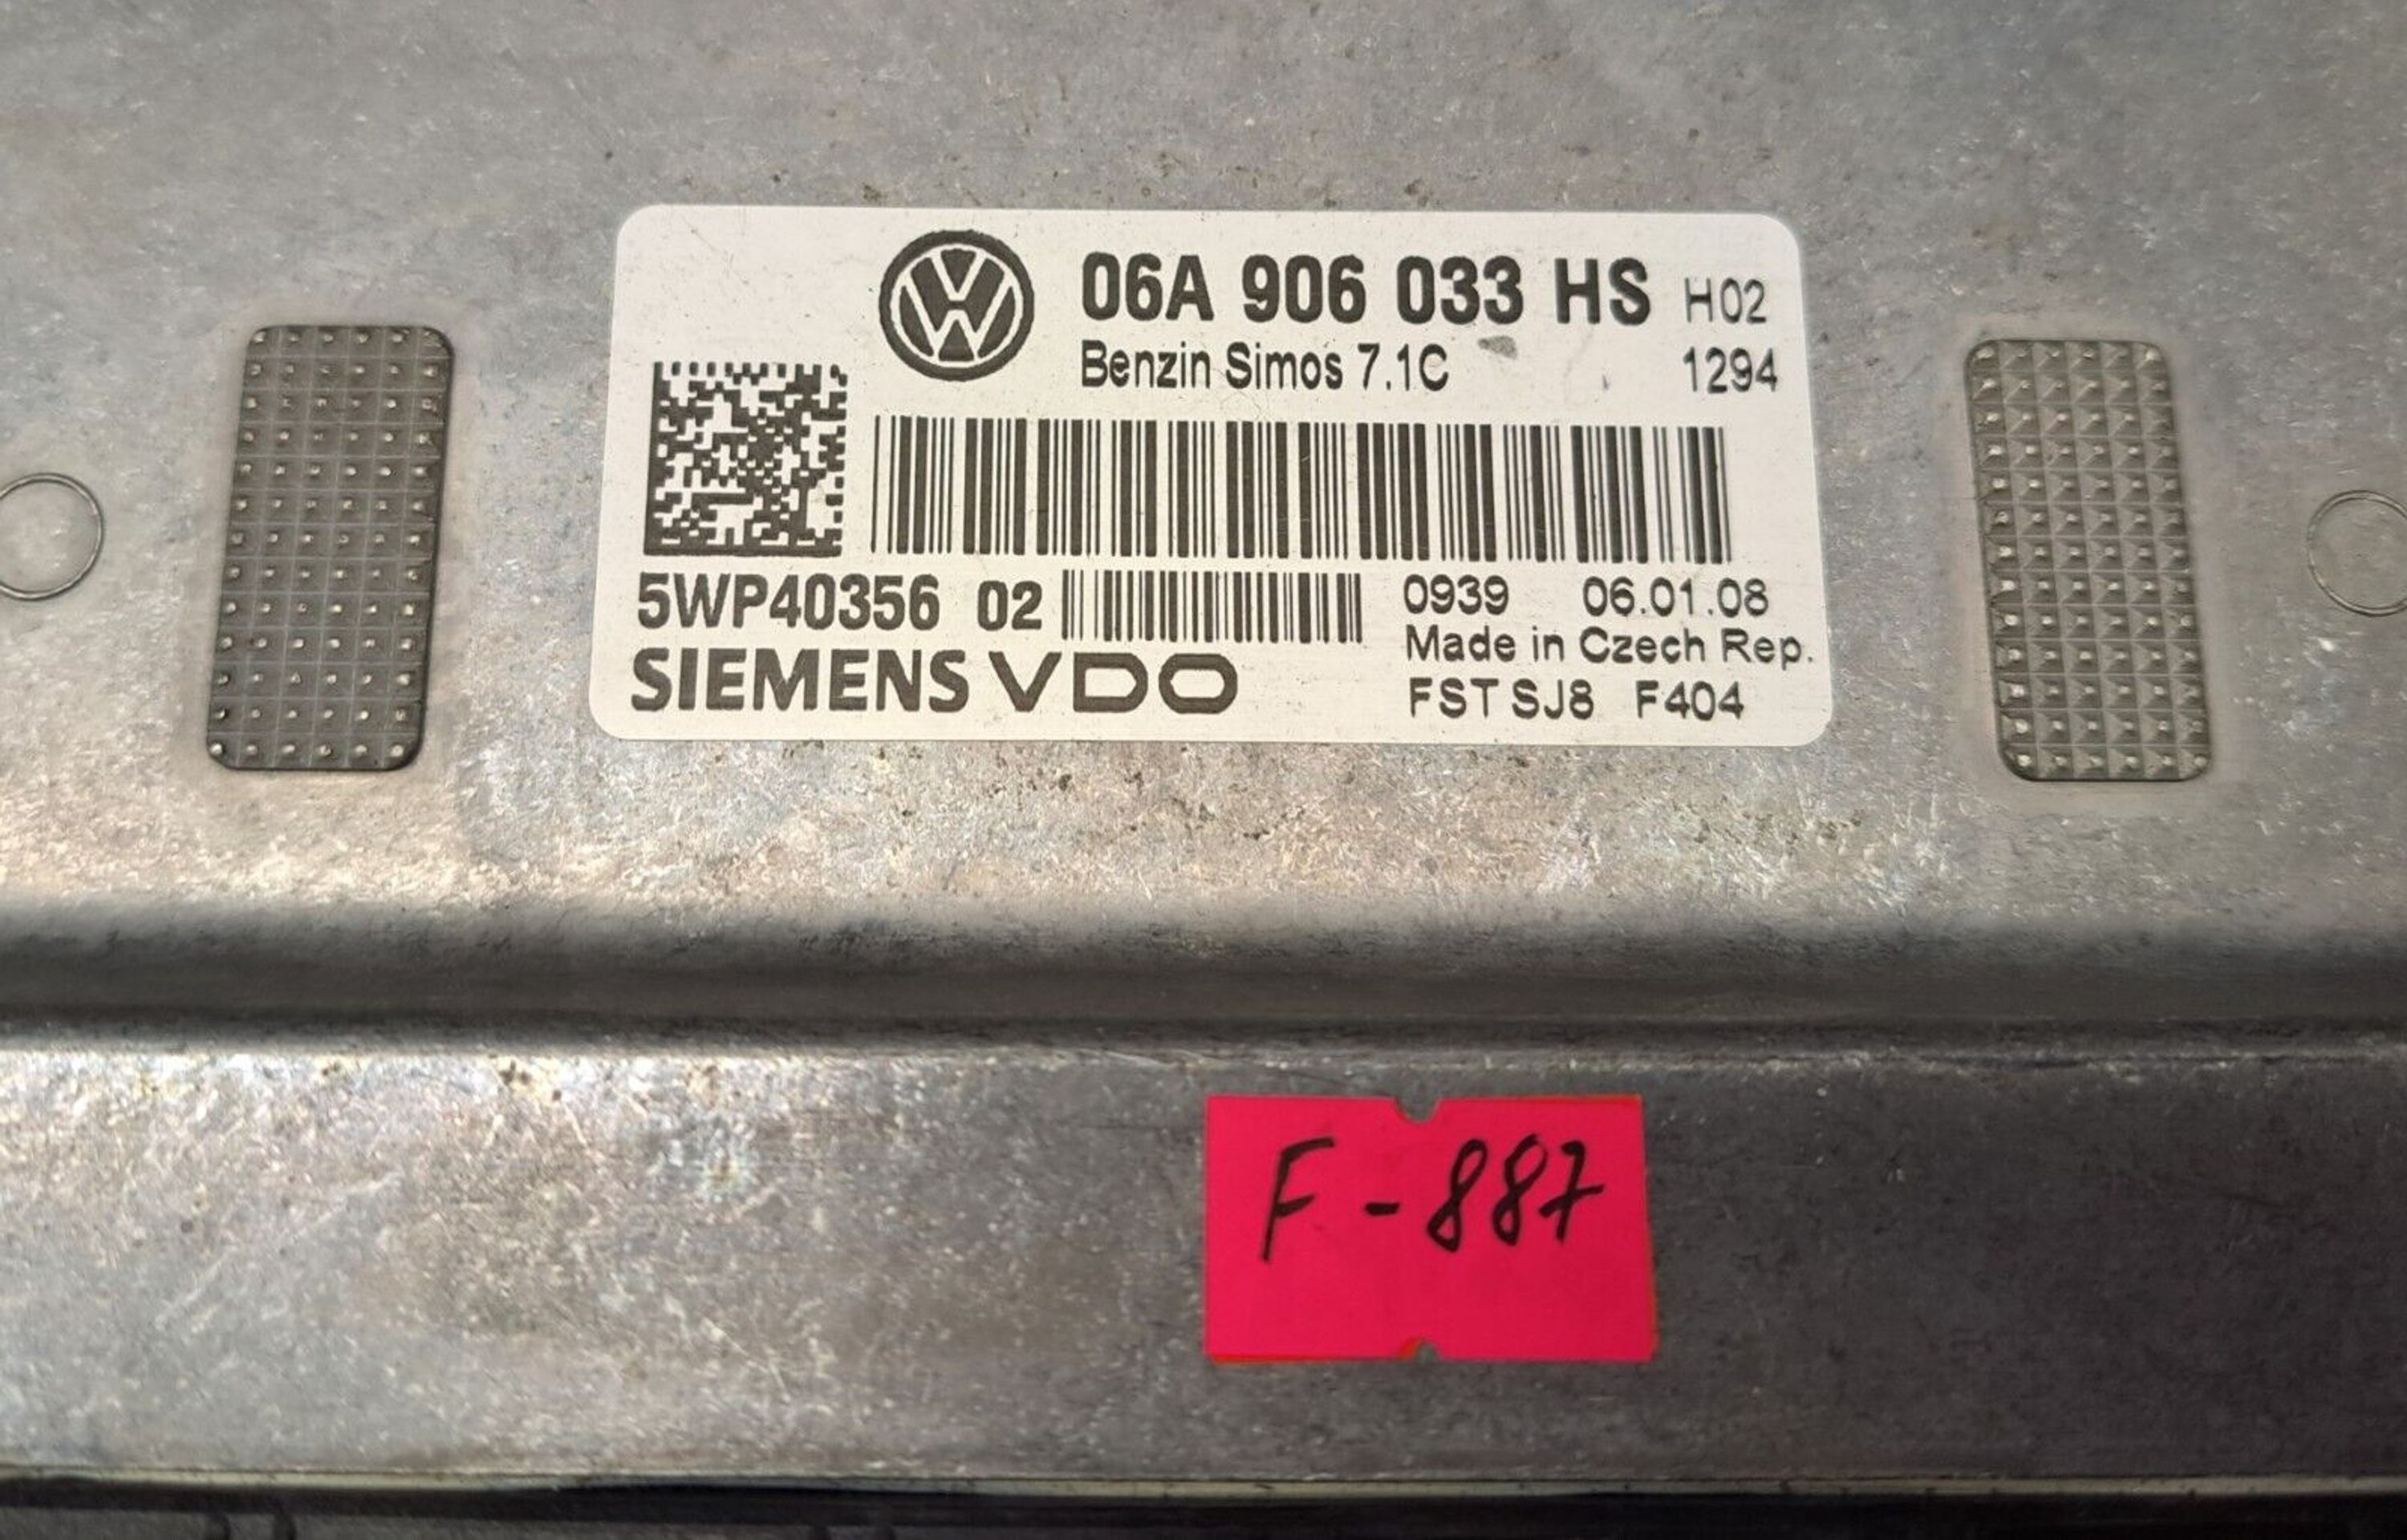 06A 906 033 HS H02
Benzin Simos 7.1C 1294
5WP40356 02 0939 06.01.08
Made in Czech Rep.
SIEMENS VDO FST SJ8 F404
F-887